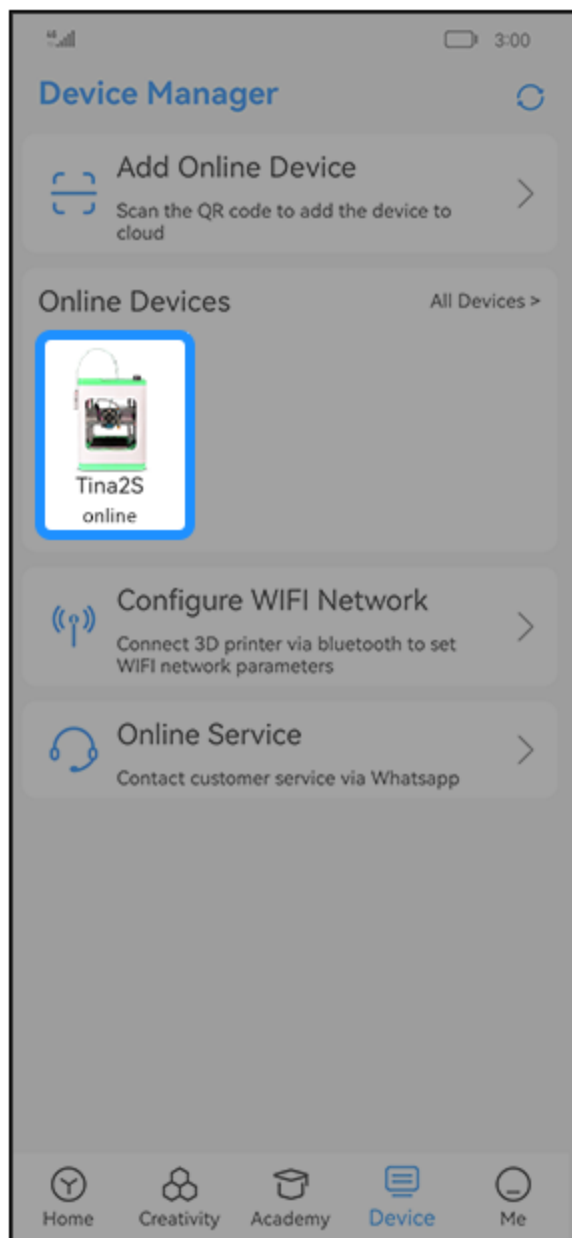 3:00
Device Manager
Add Online Device
Scan the QR code to add the device to
cloud
Online Devices
All Devices >
Tina2S
online
Configure WIFI Network
Connect 3D printer via bluetooth to set
WIFI network parameters
Online Service
Contact customer service via Whatsapp
Home
Creativity
Academy
Device
Me